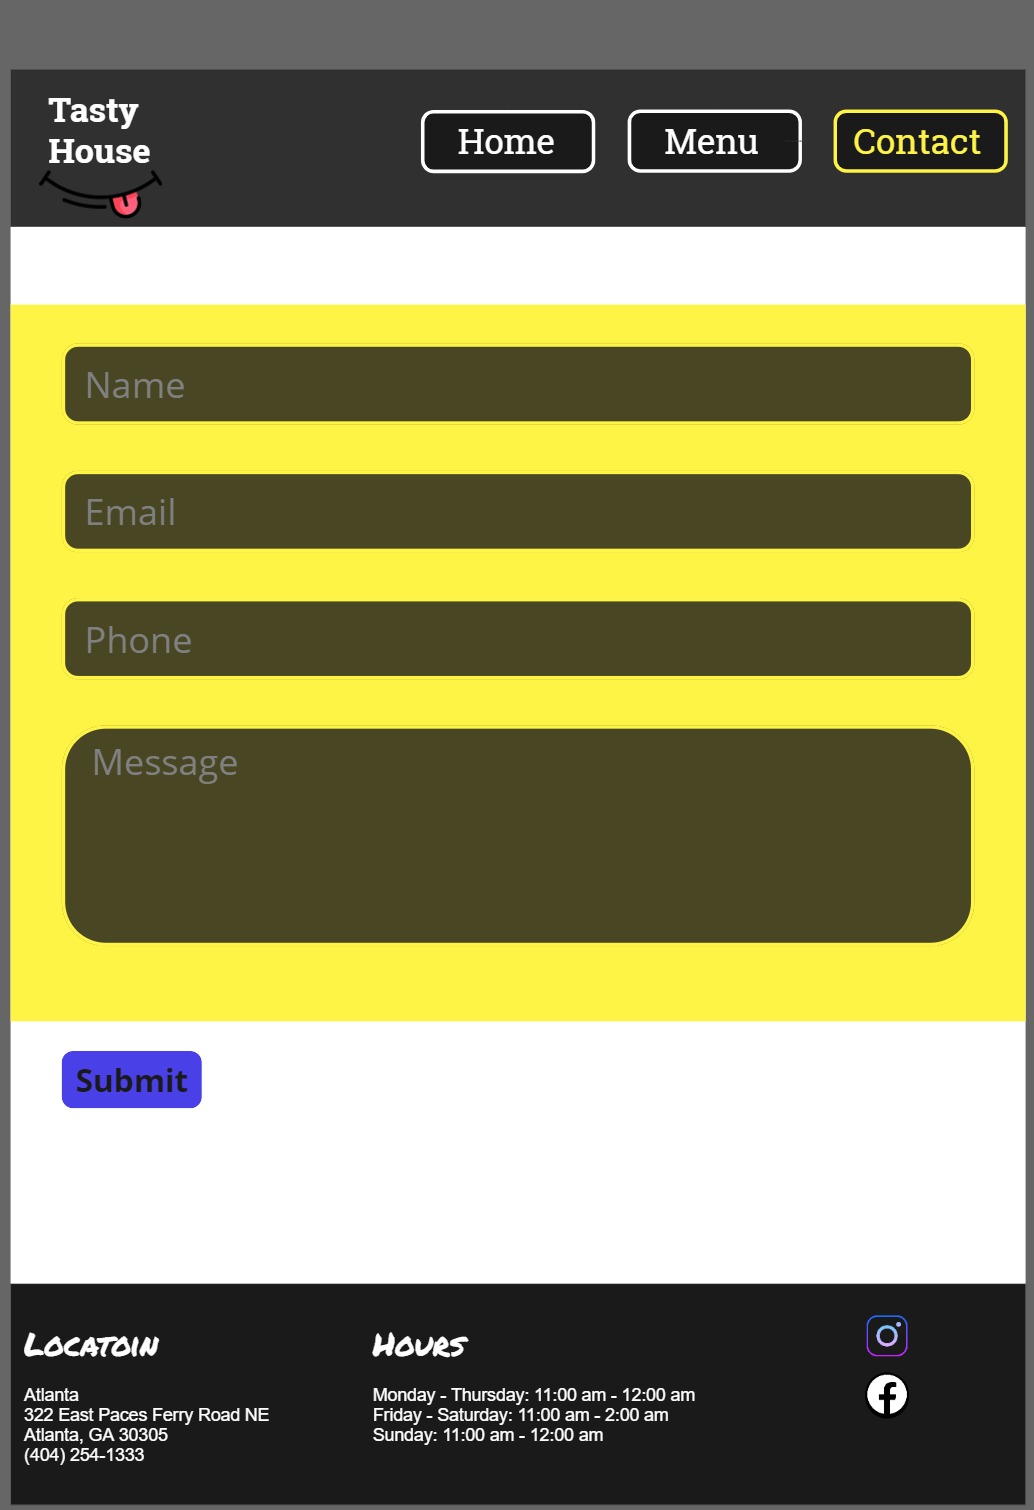 Tasty
House
Home
Menu
Contact
Name
Email
Phone
Message
Submit
Locatoin
Atlanta
322 East Paces Ferry Road NE
Atlanta, GA 30305
(404) 254-1333
Hours
Monday - Thursday: 11:00 am - 12:00 am
Friday - Saturday: 11:00 am - 2:00 am
Sunday: 11:00 am - 12:00 am